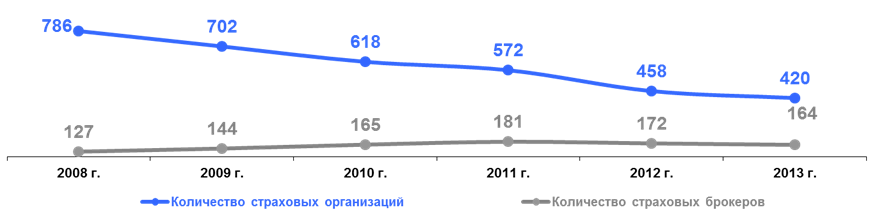 786 702 618 572 458 420
127 144 165 181 172 164
2008 г. 2009 г. 2010 г. 2011 г. 2012 г. 2013 г.
Количество страховых организаций Количество страховых брокеров